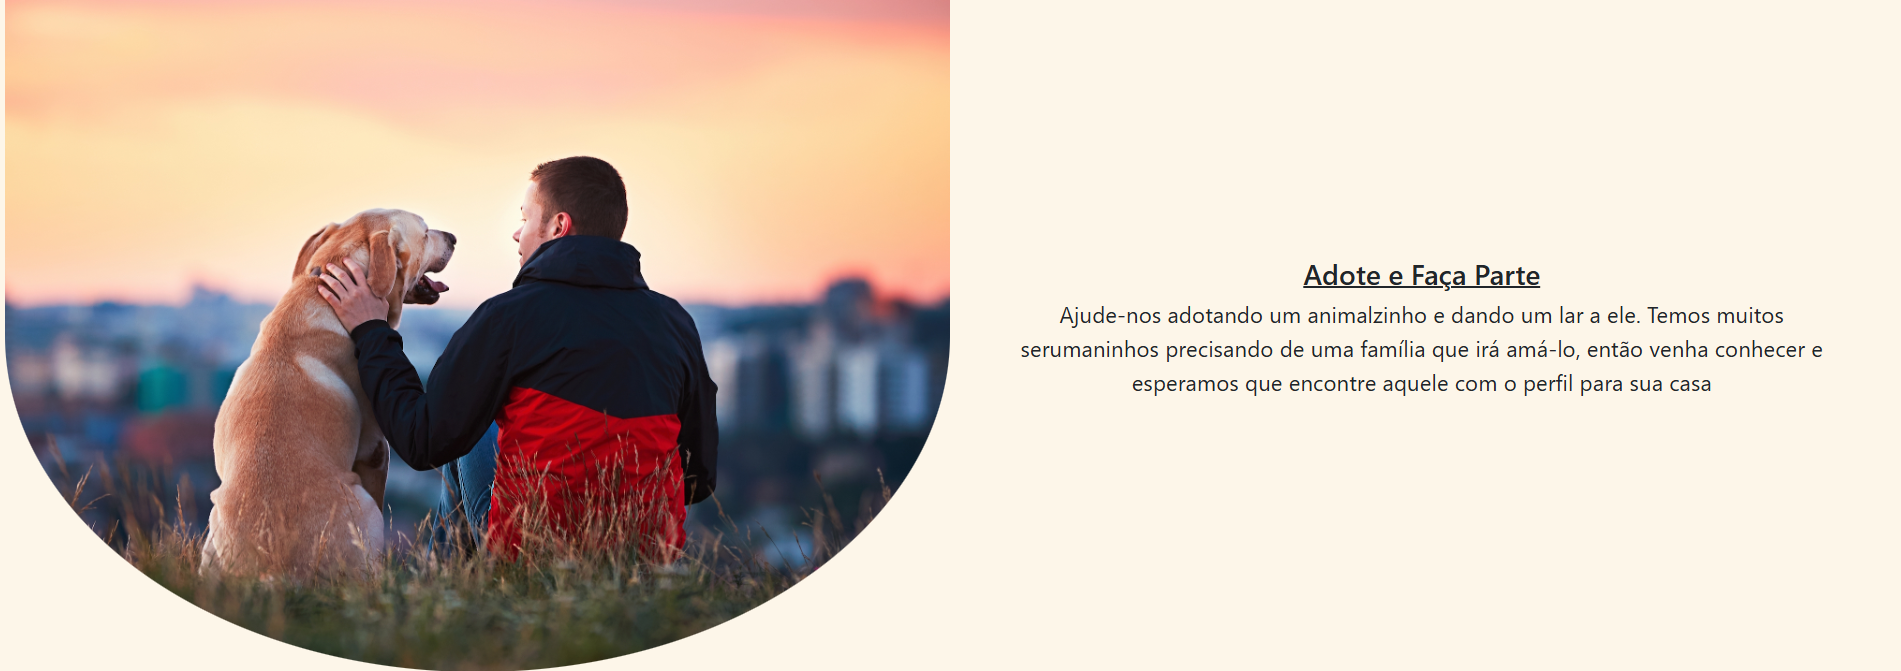 Adote e Faça Parte
Ajude-nos adotando um animalzinho e dando um lar a ele. Temos muitos
serumaninhos precisando de uma família que irá amá-lo, então venha conhecer e
esperamos que encontre aquele com o perfil para sua casa